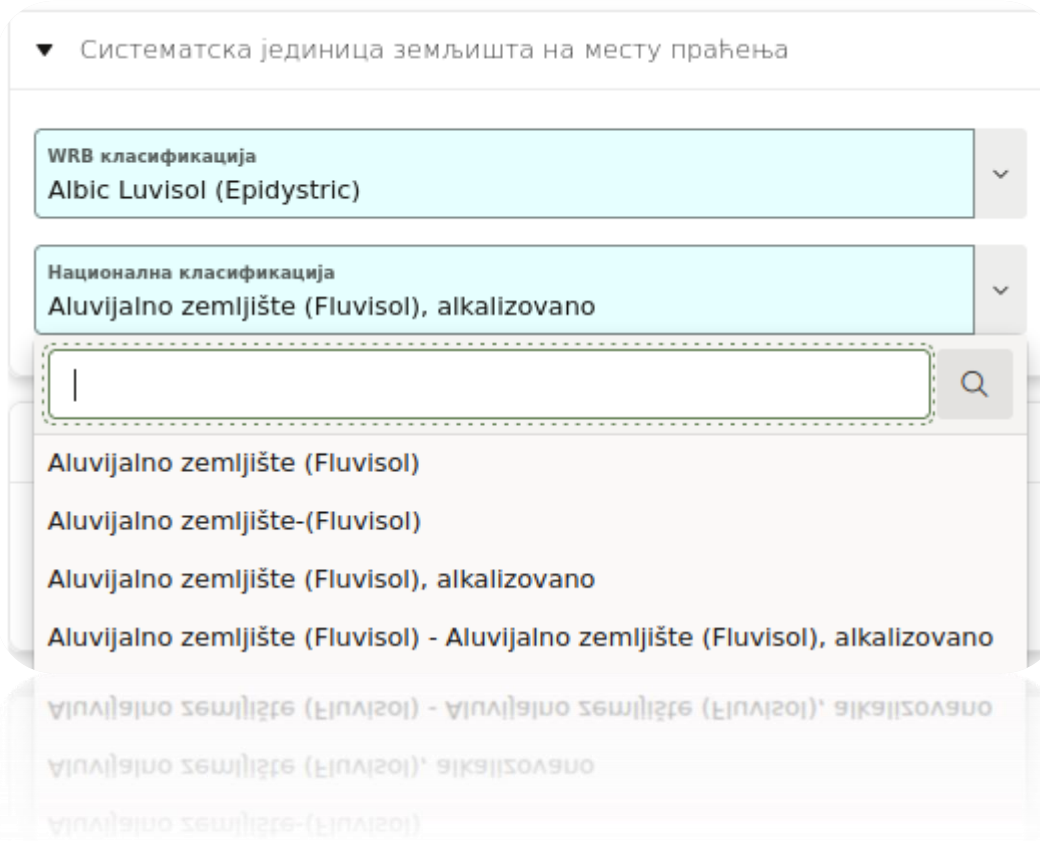 Систематска јединица земљишта на месту праћења
WRB класификација
Albic Luvisol (Epidystric)
Национална класификација
Aluvijalno zemljište (Fluvisol), alkalizovano
Aluvijalno zemljište (Fluvisol)
Aluvijalno zemljište-(Fluvisol)
Aluvijalno zemljište (Fluvisol), alkalizovano
Aluvijalno zemljište (Fluvisol) - Aluvijalno zemljište (Fluvisol), alkalizovano